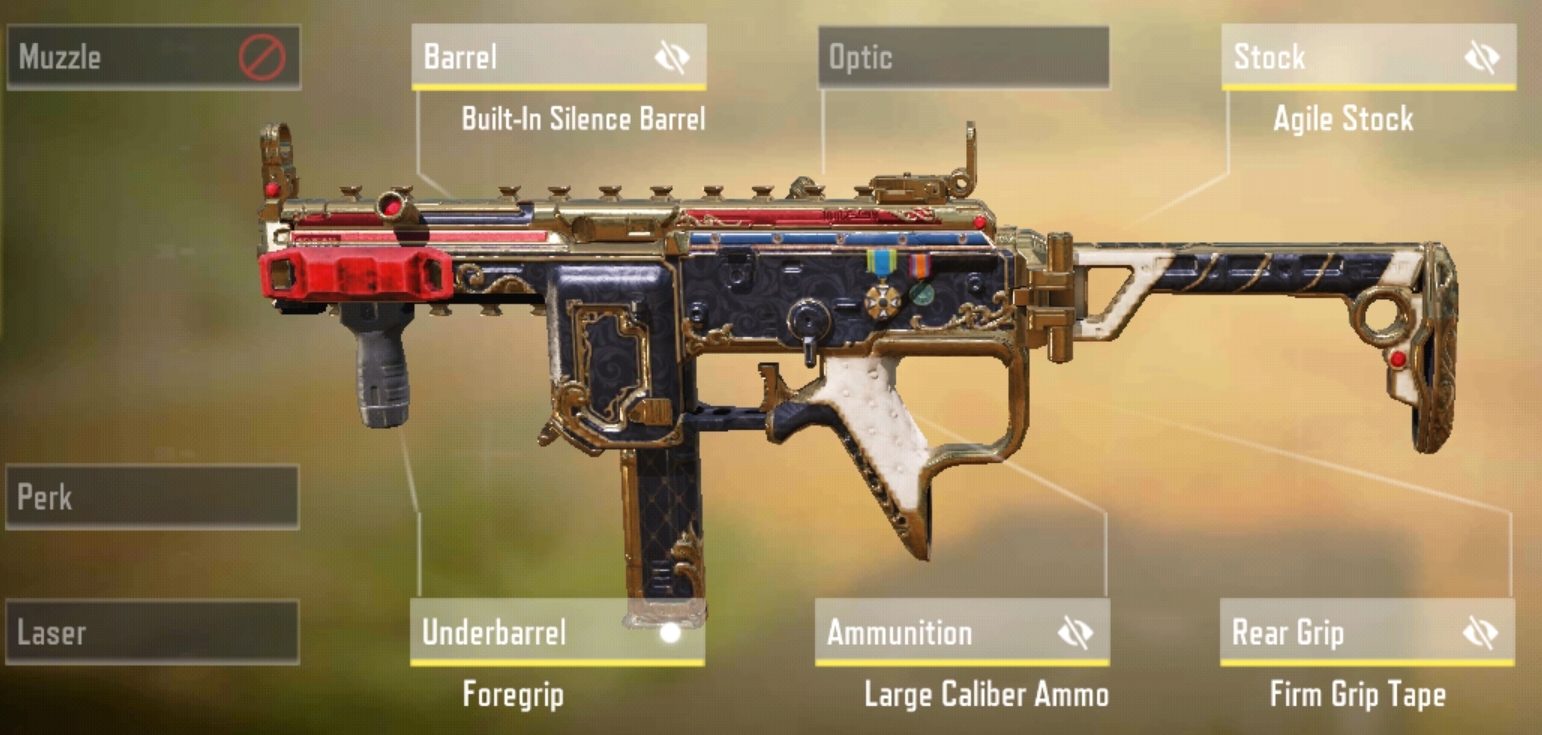 Muzzle
Barrel
Optic
Stock
Built-In Silence Barrel
Agile Stock
Perk
Laser
Underbarrel
Ammunition
Rear Grip
Foregrip
Large Caliber Ammo
Firm Grip Tape